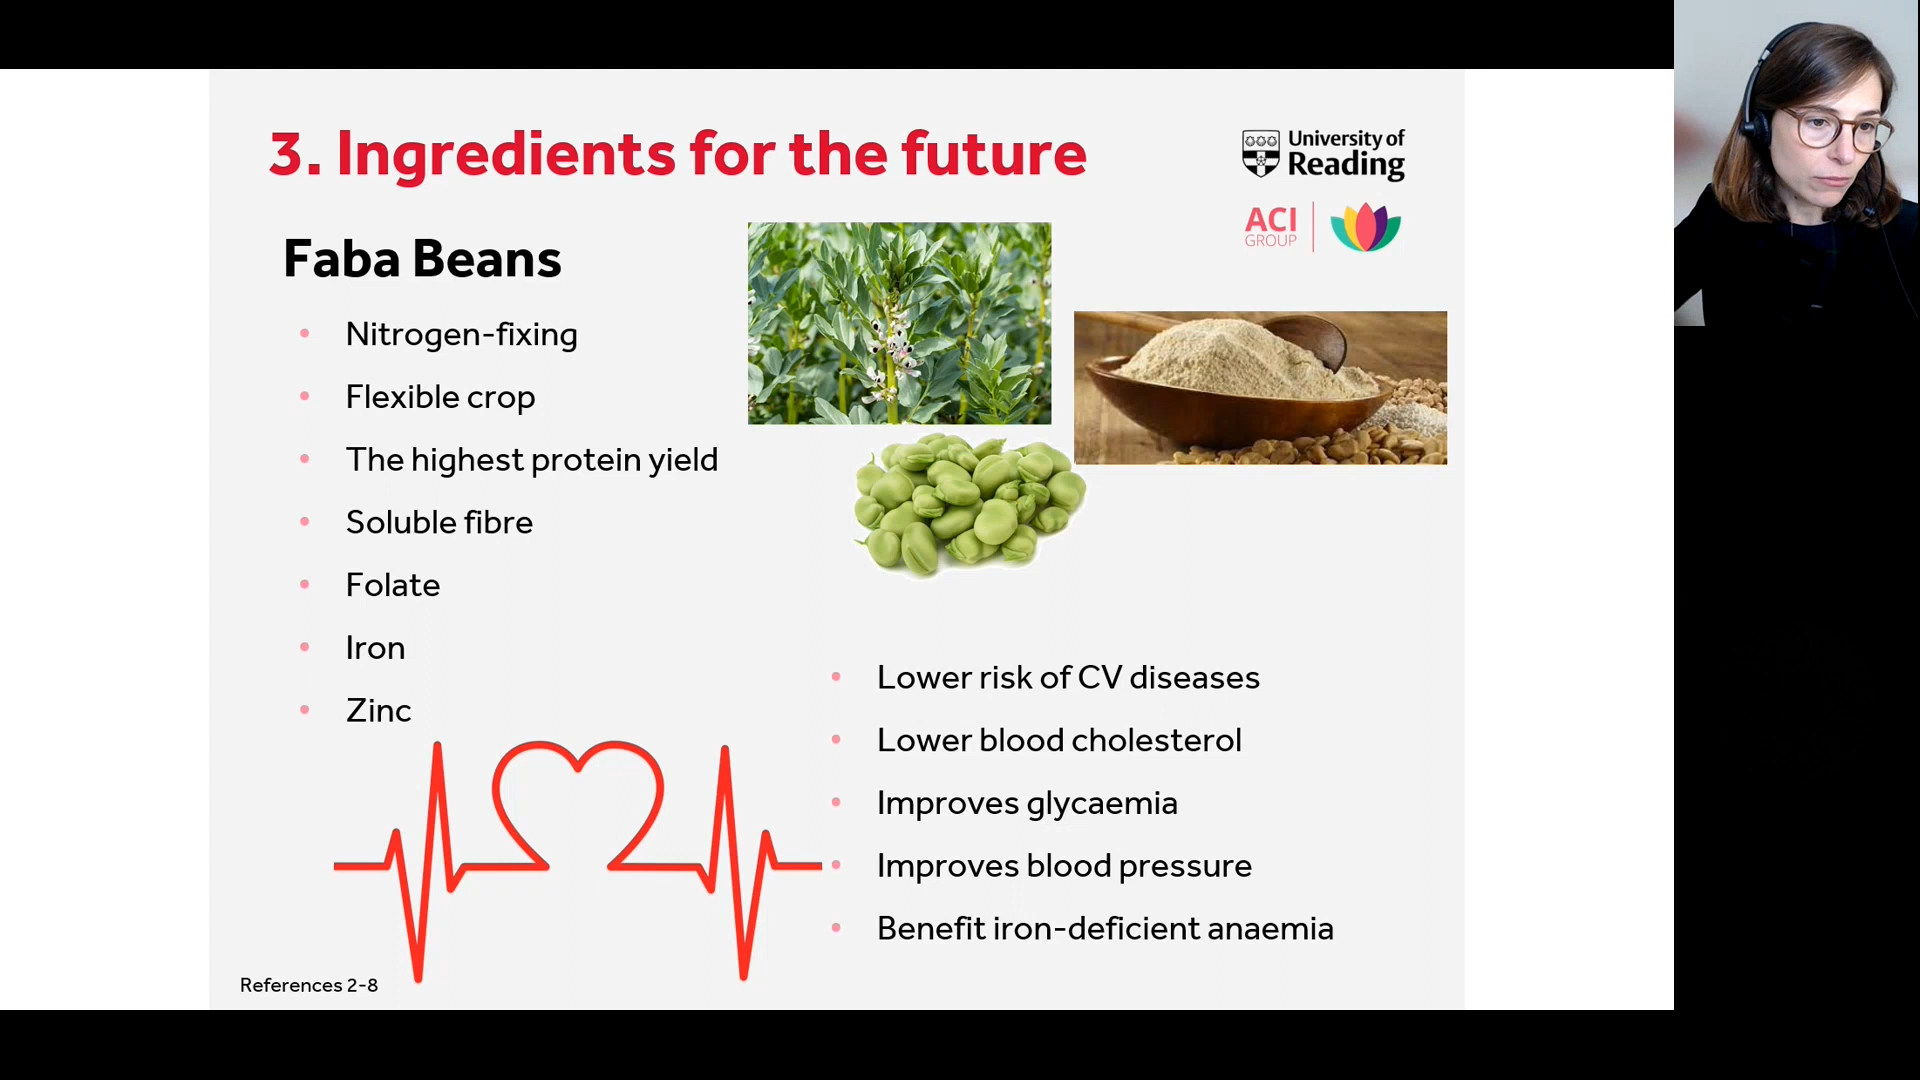 3. Ingredients for the future
University of
Reading
ACI
GROUP
Faba Beans
• Nitrogen-fixing
• Flexible crop
• The highest protein yield
• Soluble fibre
• Folate
• Iron
• Zinc
• Lower risk of CV diseases
• Lower blood cholesterol
• Improves glycaemia
• Improves blood pressure
• Benefit iron-deficient anaemia
References 2-8